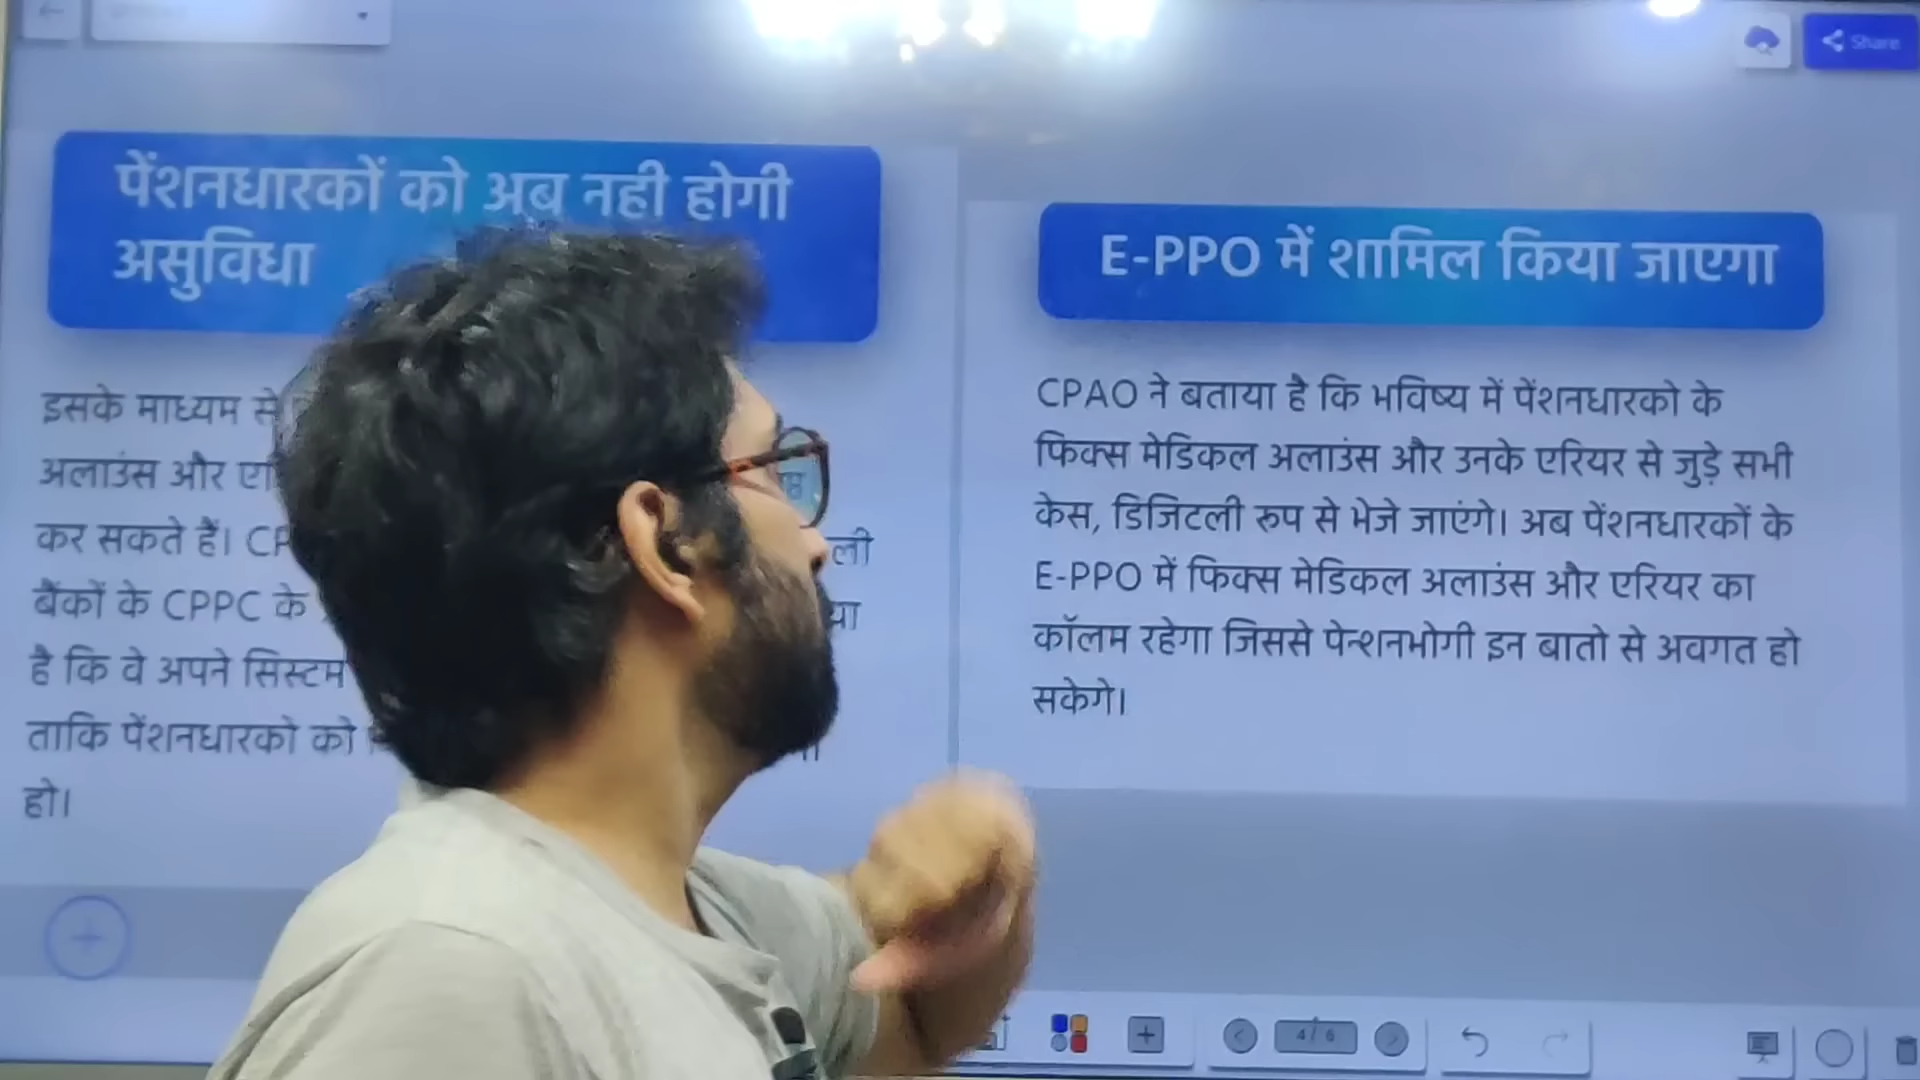 Share
पेंशनधारकों को अब नही होगी
असुविधा
इसके माध्यम से
अलाउंस और
कर सकते हैं।
बैंकों के CPPC के
है कि वे अपने सिस्टम
ताकि पेंशनधारको को
हो।
E-PPO में शामिल किया जाएगा
CPAO ने बताया है कि भविष्य में पेंशनधारको के
फिक्स मेडिकल अलाउंस और उनके एरियर से जुड़े सभी
केस, डिजिटली रुप से भेजे जाएंगे। अब पेंशनधारकों के
E-PPO में फिक्स मेडिकल अलाउंस और एरियर का
कॉलम रहेगा जिससे पेन्शनभोगी इन बातो से अवगत हो
सकेगे।
4 / 6